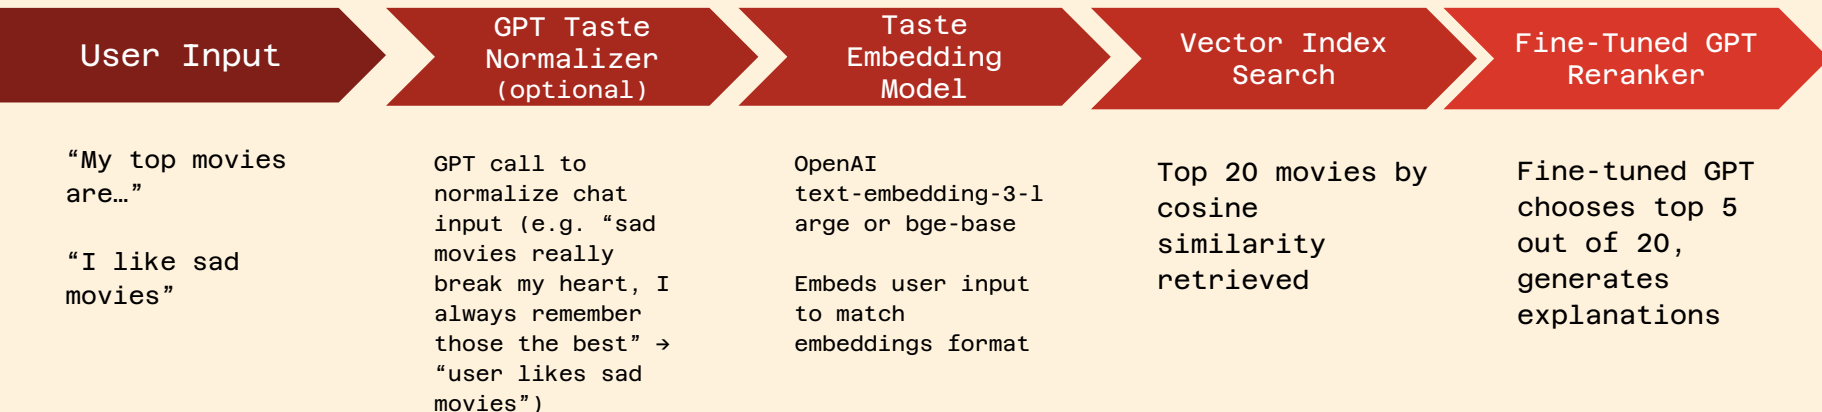 User Input
GPT Taste
Normalizer
(optional)
Taste
Embedding
Model
Vector Index
Search
Fine-Tuned GPT
Reranker
“My top movies
are…”
“I like sad
movies”
GPT call to
normalize chat
input (e.g. “sad
movies really
break my heart, I
always remember
those the best” →
“user likes sad
movies”)
OpenAI
text-embedding-3-l
arge or bge-base
Embeds user input
to match
embeddings format
Top 20 movies by
cosine
similarity
retrieved
Fine-tuned GPT
chooses top 5
out of 20,
generates
explanations